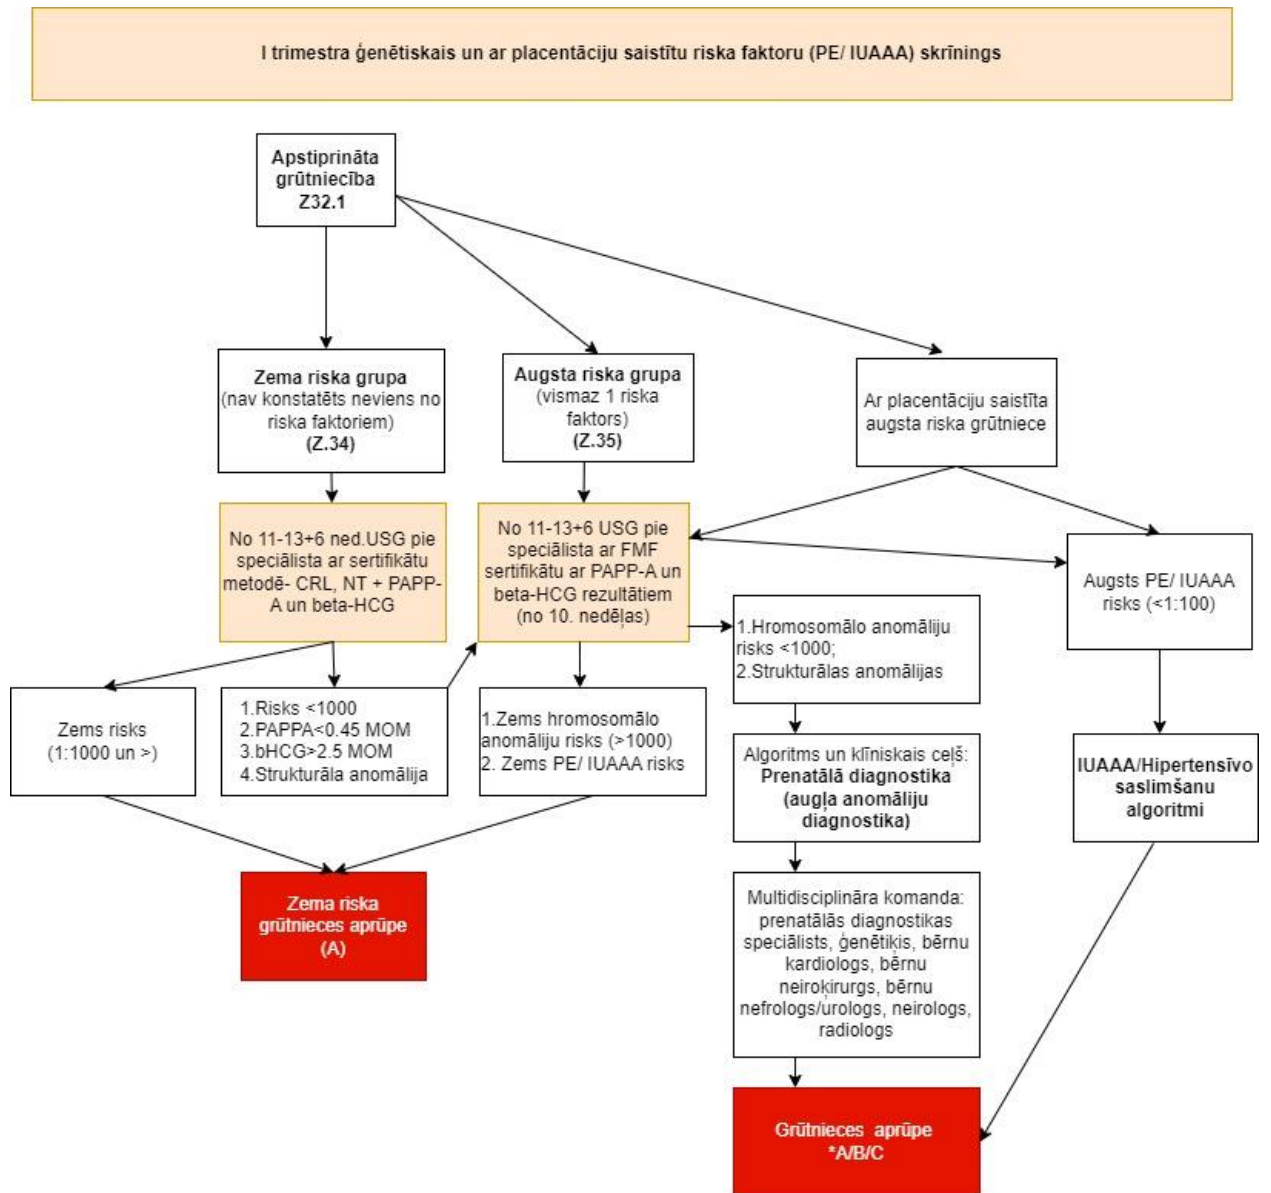 I trimestra ģenētiskais un ar placentāciju saistītu riska faktoru (PE/ IUAAA) skrīnings
Apstiprināta
grūtniecība
Z32.1
Zema riska grupa
(nav konstatēts neviens no
riska faktoriem)
(Z.34)
Augsta riska grupa
(vismaz 1 riska
faktors)
(Z.35)
Ar placentāciju saistīta
augsta riska grūtniece
No 11-13+6 ned.USG pie
speciālista ar sertifikātu
metodē- CRL, NT + PAPP-
A un beta-HCG
No 11-13+6 USG pie
speciālista ar FMF
sertifikātu ar PAPP-A un
beta-HCG rezultātiem
(no 10. nedēļas)
Augsts PE/ IUAAA
risks (<1:100)
1.Hromosomālo anomāliju
risks <1000;
2.Strukturālas anomālijas
Zems risks
(1:1000 un >)
1.Risks <1000
2.PAPPA<0.45 MOM
3.bHCG>2.5 MOM
4.Strukturāla anomālija
1.Zems hromosomālo
anomāliju risks (>1000)
2. Zems PE/ IUAAA risks
Algoritms un klīniskais ceļš:
Prenatālā diagnostika
(augļa anomāliju
diagnostika)
IUAAA/Hipertensīvo
saslimšanu
algoritmi
Zema riska
grūtnieces aprūpe
(A)
Multidisciplināra komanda:
prenatālās diagnostikas
speciālists, ģenētiķis, bērnu
kardiologs, bērnu
neiroķirurgs, bērnu
nefrologs/urologs, neirologs,
radiologs
Grūtnieces aprūpe
*A/B/C